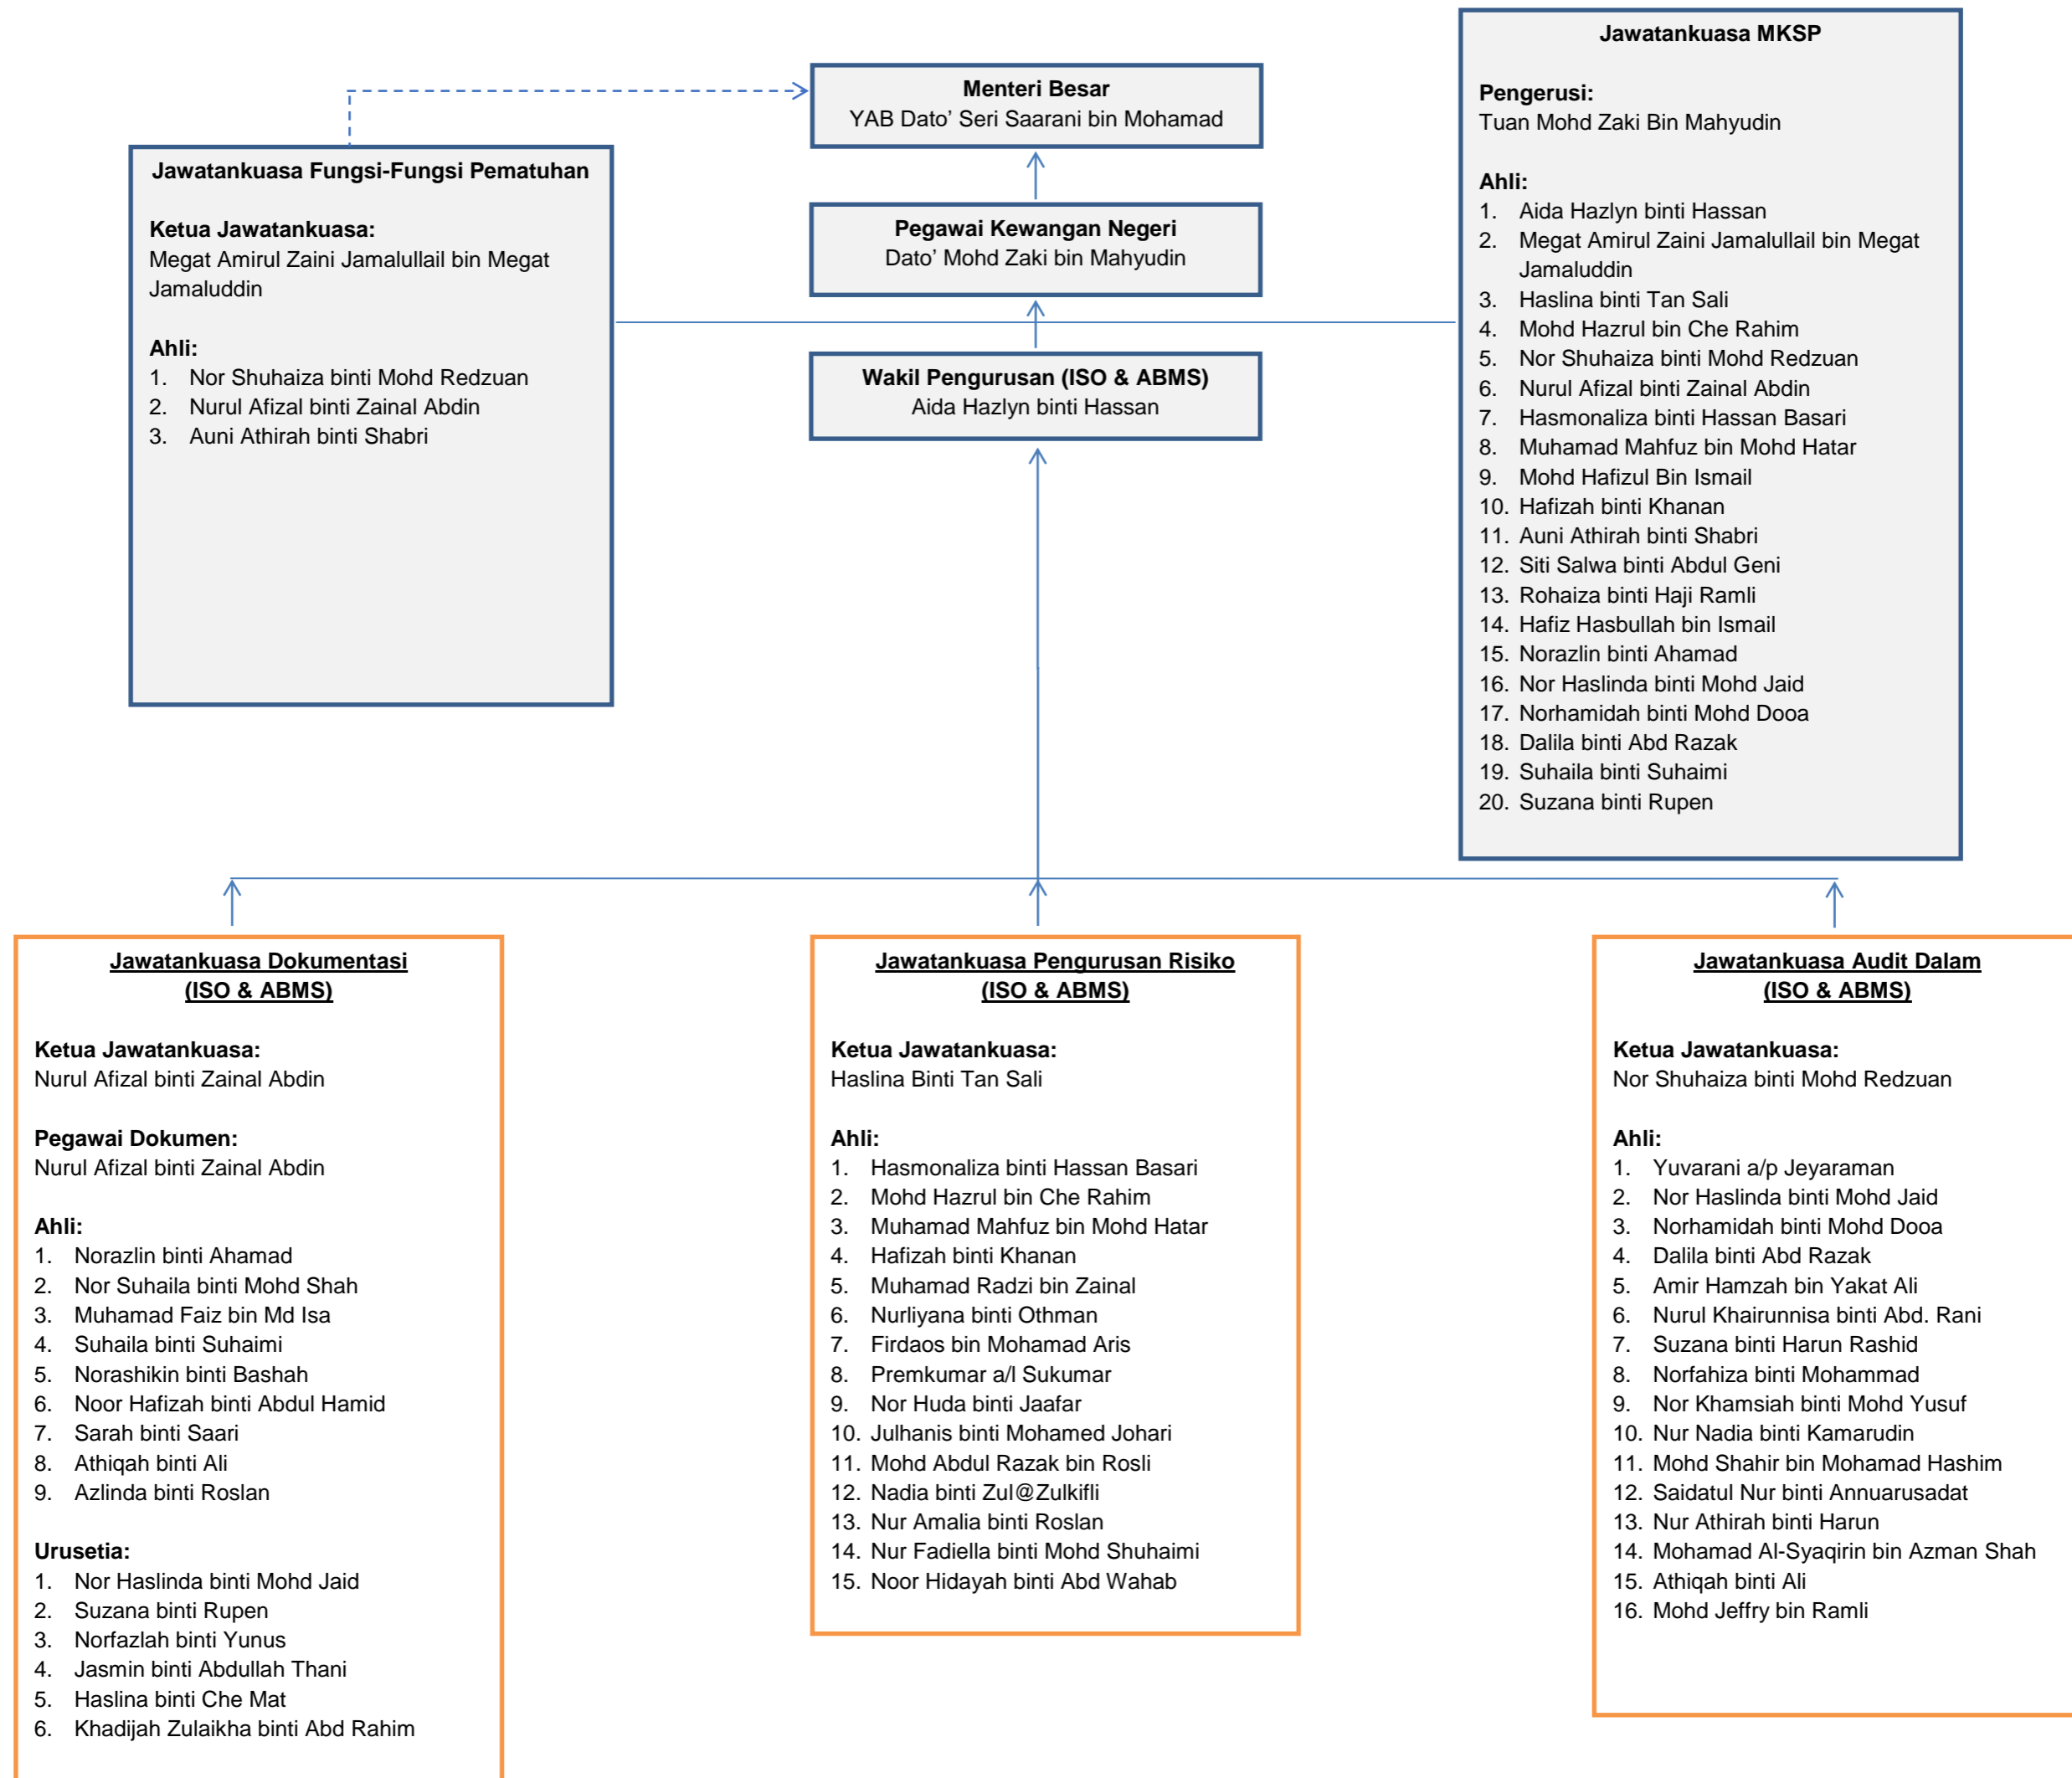 Menteri Besar
YAB Dato’ Seri Saarani bin Mohamad
Pegawai Kewangan Negeri
Dato’ Mohd Zaki bin Mahyudin
Wakil Pengurusan (ISO & ABMS)
Aida Hazlyn binti Hassan
Jawatankuasa Fungsi-Fungsi Pematuhan
Ketua Jawatankuasa:
Megat Amirul Zaini Jamalullail bin Megat
Jamaluddin
Ahli:
1. Nor Shuhaiza binti Mohd Redzuan
2. Nurul Afizal binti Zainal Abdin
3. Auni Athirah binti Shabri
Jawatankuasa MKSP
Pengerusi:
Tuan Mohd Zaki Bin Mahyudin
Ahli:
1. Aida Hazlyn binti Hassan
2. Megat Amirul Zaini Jamalullail bin Megat
Jamaluddin
3. Haslina binti Tan Sali
4. Mohd Hazrul bin Che Rahim
5. Nor Shuhaiza binti Mohd Redzuan
6. Nurul Afizal binti Zainal Abdin
7. Hasmonaliza binti Hassan Basari
8. Muhamad Mahfuz bin Mohd Hatar
9. Mohd Hafizul Bin Ismail
10. Hafizah binti Khanan
11. Auni Athirah binti Shabri
12. Siti Salwa binti Abdul Geni
13. Rohaiza binti Haji Ramli
14. Hafiz Hasbullah bin Ismail
15. Norazlin binti Ahamad
16. Nor Haslinda binti Mohd Jaid
17. Norhamidah binti Mohd Dooa
18. Dalila binti Abd Razak
19. Suhaila binti Suhaimi
20. Suzana binti Rupen
Jawatankuasa Dokumentasi
(ISO & ABMS)
Ketua Jawatankuasa:
Nurul Afizal binti Zainal Abdin
Pegawai Dokumen:
Nurul Afizal binti Zainal Abdin
Ahli:
1. Norazlin binti Ahamad
2. Nor Suhaila binti Mohd Shah
3. Muhamad Faiz bin Md Isa
4. Suhaila binti Suhaimi
5. Norashikin binti Bashah
6. Noor Hafizah binti Abdul Hamid
7. Sarah binti Saari
8. Athiqah binti Ali
9. Azlinda binti Roslan
Urusetia:
1. Nor Haslinda binti Mohd Jaid
2. Suzana binti Rupen
3. Norfazlah binti Yunus
4. Jasmin binti Abdullah Thani
5. Haslina binti Che Mat
6. Khadijah Zulaikha binti Abd Rahim
Jawatankuasa Pengurusan Risiko
(ISO & ABMS)
Ketua Jawatankuasa:
Haslina Binti Tan Sali
Ahli:
1. Hasmonaliza binti Hassan Basari
2. Mohd Hazrul bin Che Rahim
3. Muhamad Mahfuz bin Mohd Hatar
4. Hafizah binti Khanan
5. Muhamad Radzi bin Zainal
6. Nurliyana binti Othman
7. Firdaos bin Mohamad Aris
8. Premkumar a/l Sukumar
9. Nor Huda binti Jaafar
10. Julhanis binti Mohamed Johari
11. Mohd Abdul Razak bin Rosli
12. Nadia binti Zul@Zulkifli
13. Nur Amalia binti Roslan
14. Nur Fadiella binti Mohd Shuhaimi
15. Noor Hidayah binti Abd Wahab
Jawatankuasa Audit Dalam
(ISO & ABMS)
Ketua Jawatankuasa:
Nor Shuhaiza binti Mohd Redzuan
Ahli:
1. Yuvarani a/p Jeyaraman
2. Nor Haslinda binti Mohd Jaid
3. Norhamidah binti Mohd Dooa
4. Dalila binti Abd Razak
5. Amir Hamzah bin Yakat Ali
6. Nurul Khairunnisa binti Abd. Rani
7. Suzana binti Harun Rashid
8. Norfahiza binti Mohammad
9. Nor Khamsiah binti Mohd Yusuf
10. Nur Nadia binti Kamarudin
11. Mohd Shahir bin Mohamad Hashim
12. Saidatul Nur binti Annuarusadat
13. Nur Athirah binti Harun
14. Mohamad Al-Syaqirin bin Azman Shah
15. Athiqah binti Ali
16. Mohd Jeffry bin Ramli